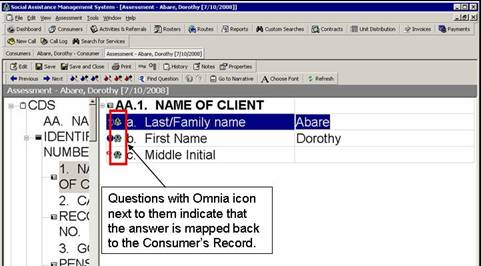 Social Assistance Management System - [Assessment - Abare, Dorothy [7/10/2008]]
File Edit View Assessment Tools Window Help
Dashboard Consumers Activities & Referrals Rosters Routes Reports Custom Searches Contracts Unit Distribution Invoices Payments
New Call Call Log Search for Services
Consumers Abare, Dorothy - Consumer Assessment - Abare, Dorothy [7/10/2008]
Edit Save Save and Close Print History Notes Properties
Previous Next Find Question Go to Narrative Choose Font Refresh
Assessment - Abare, Dorothy [7/10/2008]
CDS
AA. NA
IDENTIF
NUMBE
1. NA
OF C
2. CA
RECO
NO.
3. GO
PENS
AA.1. NAME OF CLIENT
a. Last/Family name Abare
b. First Name Dorothy
c. Middle Initial
Questions with Omnia icon
next to them indicate that
the answer is mapped back
to the Consumer's Record.